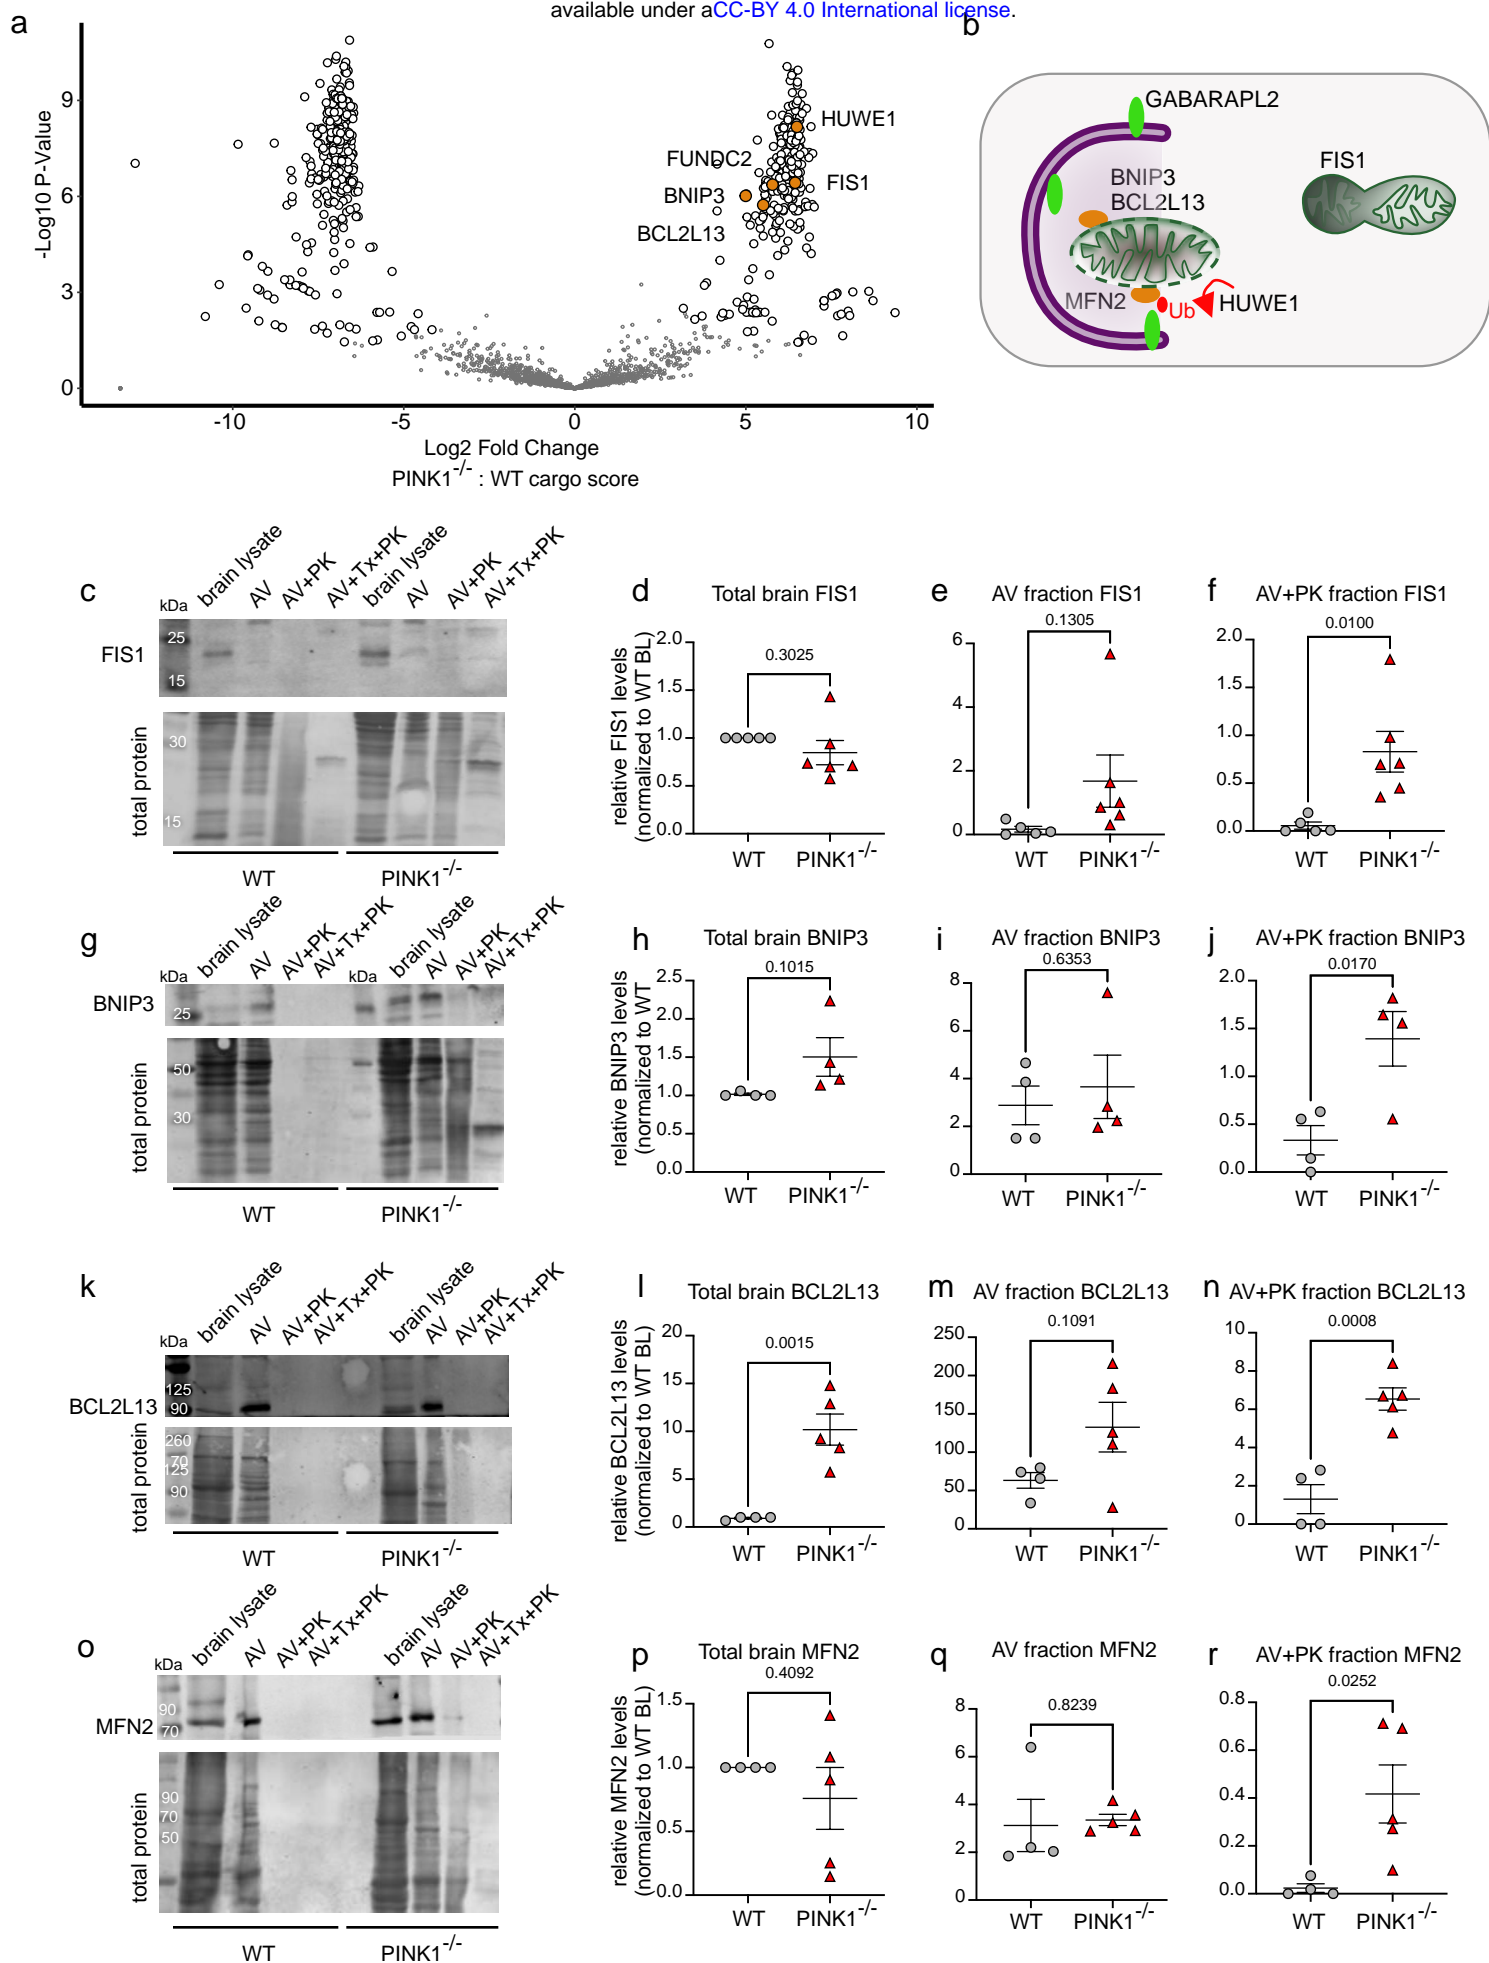 available under aCC-BY 4.0 International license.
a
-Log10 P-Value
9
6
3
0
-10
-5
0
5
10
Log2 Fold Change
PINK1-/- : WT cargo score
HUWE1
FUNDC2
BNIP3
FIS1
BCL2L13
b
GABARAPL2
BNIP3
BCL2L13
MFN2
Ub
HUWE1
FIS1
c
kDa
brain lysate
AV
AV+PK
AV+Tx+PK
brain lysate
AV
AV+PK
AV+Tx+PK
FIS1
25
15
total protein
30
15
WT
PINK1-/-
d
Total brain FIS1
relative FIS1 levels
(normalized to WT BL)
0.3025
2.0
1.5
1.0
0.5
0.0
WT
PINK1-/-
e
AV fraction FIS1
0.1305
6
4
2
0
WT
PINK1-/-
f
AV+PK fraction FIS1
0.0100
2.0
1.5
1.0
0.5
0.0
WT
PINK1-/-
g
kDa
brain lysate
AV
AV+PK
AV+Tx+PK
kDa
brain lysate
AV
AV+PK
AV+Tx+PK
BNIP3
25
total protein
50
30
WT
PINK1-/-
h
Total brain BNIP3
relative BNIP3 levels
(normalized to WT
0.1015
2.5
2.0
1.5
1.0
0.5
0.0
WT
PINK1-/-
i
AV fraction BNIP3
0.6353
8
6
4
2
0
WT
PINK1-/-
j
AV+PK fraction BNIP3
0.0170
2.0
1.5
1.0
0.5
0.0
WT
PINK1-/-
k
kDa
brain lysate
AV
AV+PK
AV+Tx+PK
brain lysate
AV
AV+PK
AV+Tx+PK
BCL2L13
125
90
total protein
260
70
125
90
WT
PINK1-/-
l
Total brain BCL2L13
relative BCL2L13 levels
(normalized to WT BL)
0.0015
20
15
10
5
0
WT
PINK1-/-
m
AV fraction BCL2L13
0.1091
250
200
150
100
50
0
WT
PINK1-/-
n
AV+PK fraction BCL2L13
0.0008
10
8
6
4
2
0
WT
PINK1-/-
o
kDa
brain lysate
AV
AV+PK
AV+Tx+PK
brain lysate
AV
AV+PK
AV+Tx+PK
MFN2
90
70
total protein
90
70
50
WT
PINK1-/-
p
Total brain MFN2
relative MFN2 levels
(normalized to WT BL)
0.4092
1.5
1.0
0.5
0.0
WT
PINK1-/-
q
AV fraction MFN2
0.8239
8
6
4
2
0
WT
PINK1-/-
r
AV+PK fraction MFN2
0.0252
0.8
0.6
0.4
0.2
0.0
WT
PINK1-/-